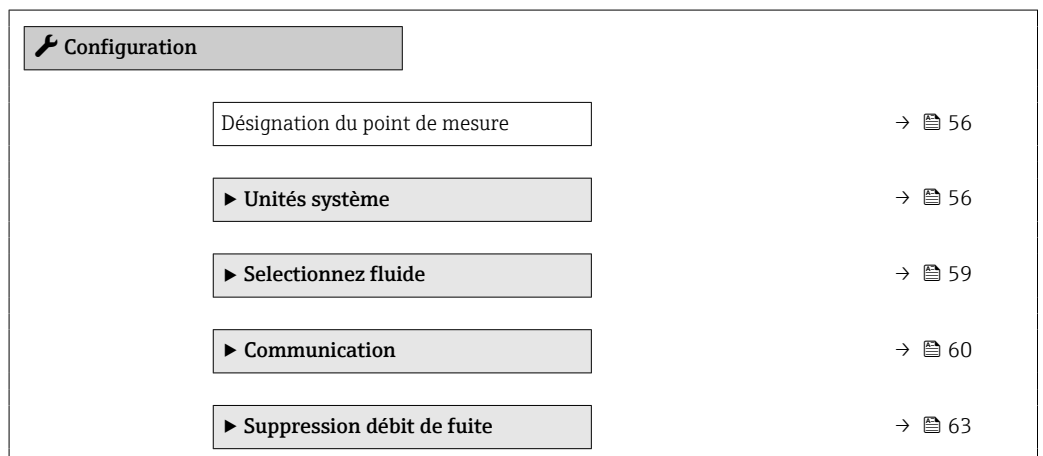 Configuration
Désignation du point de mesure → 56
▶ Unités système → 56
▶ Selectionnez fluide → 59
▶ Communication → 60
▶ Suppression débit de fuite → 63